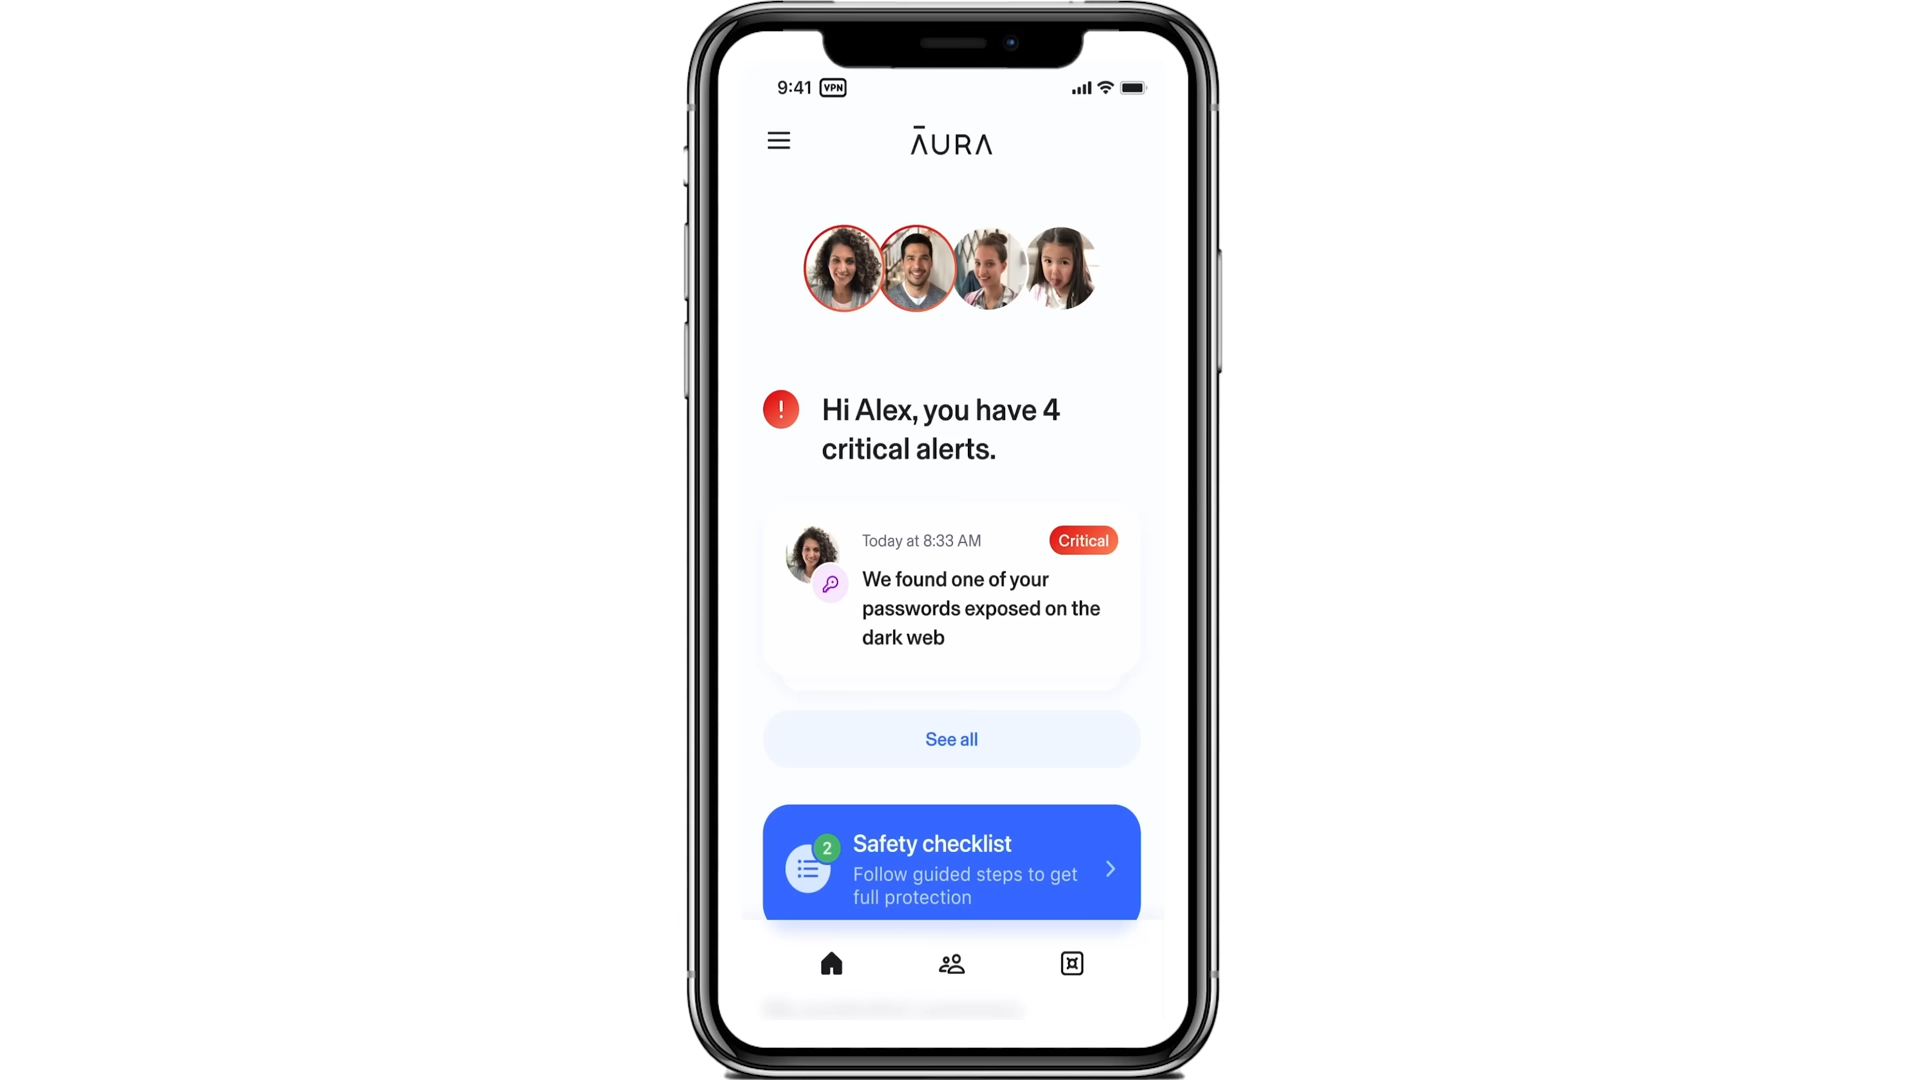 9:41 VPN
ĀURA
Hi Alex, you have 4
critical alerts.
Today at 8:33 AM
Critical
We found one of your
passwords exposed on the
dark web
See all
2
Safety checklist
Follow guided steps to get
full protection